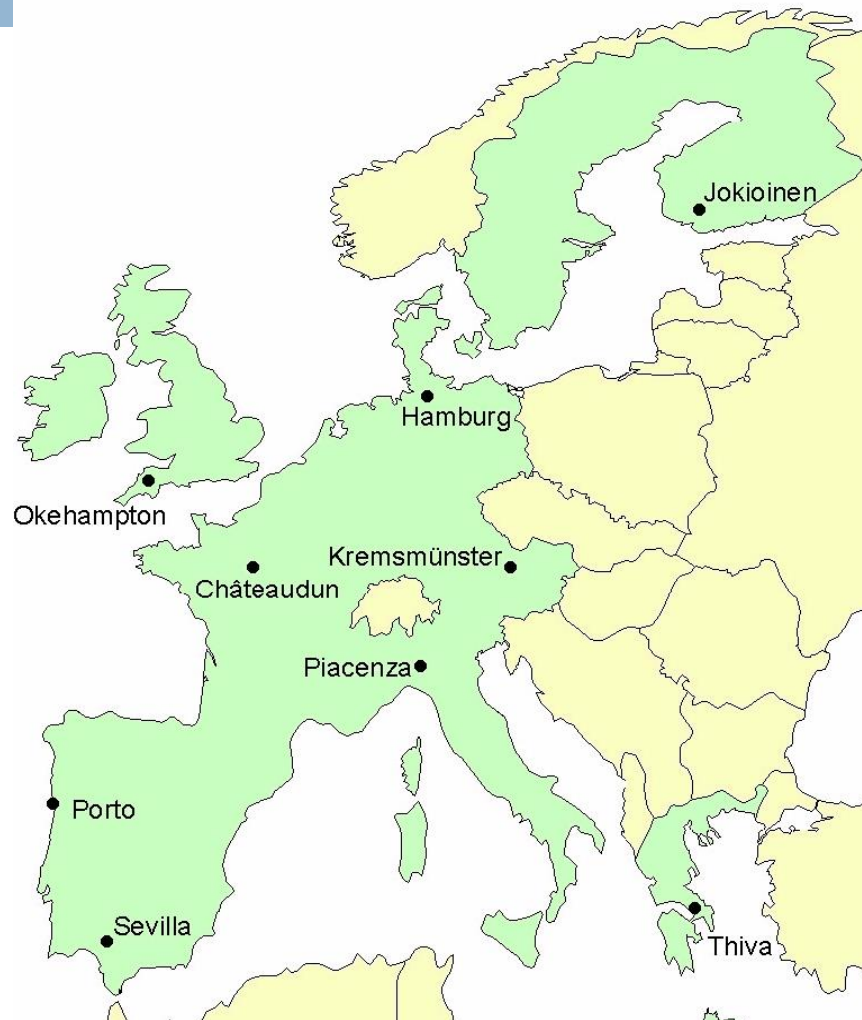 Jokioinen
Hamburg
Okehampton
Kremsmünster
Châteaudun
Piacenza
Porto
Sevilla
Thiva